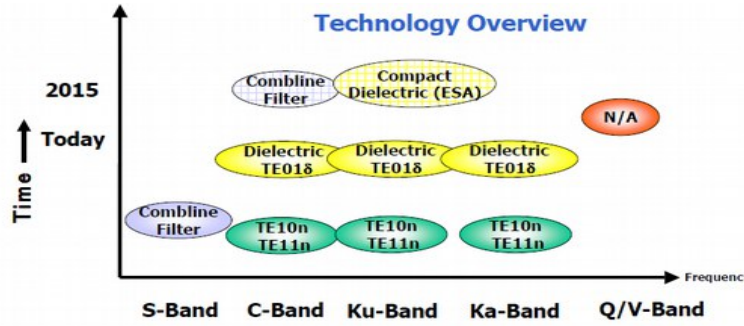 Technology Overview
2015
Today
Time
Combline
Filter
Compact
Dielectric (ESA)
N/A
Dielectric
TE01δ
Dielectric
TE01δ
Dielectric
TE01δ
Combline
Filter
TE10n
TE11n
TE10n
TE11n
TE10n
TE11n
Frequenc
S-Band
C-Band
Ku-Band
Ka-Band
Q/V-Band